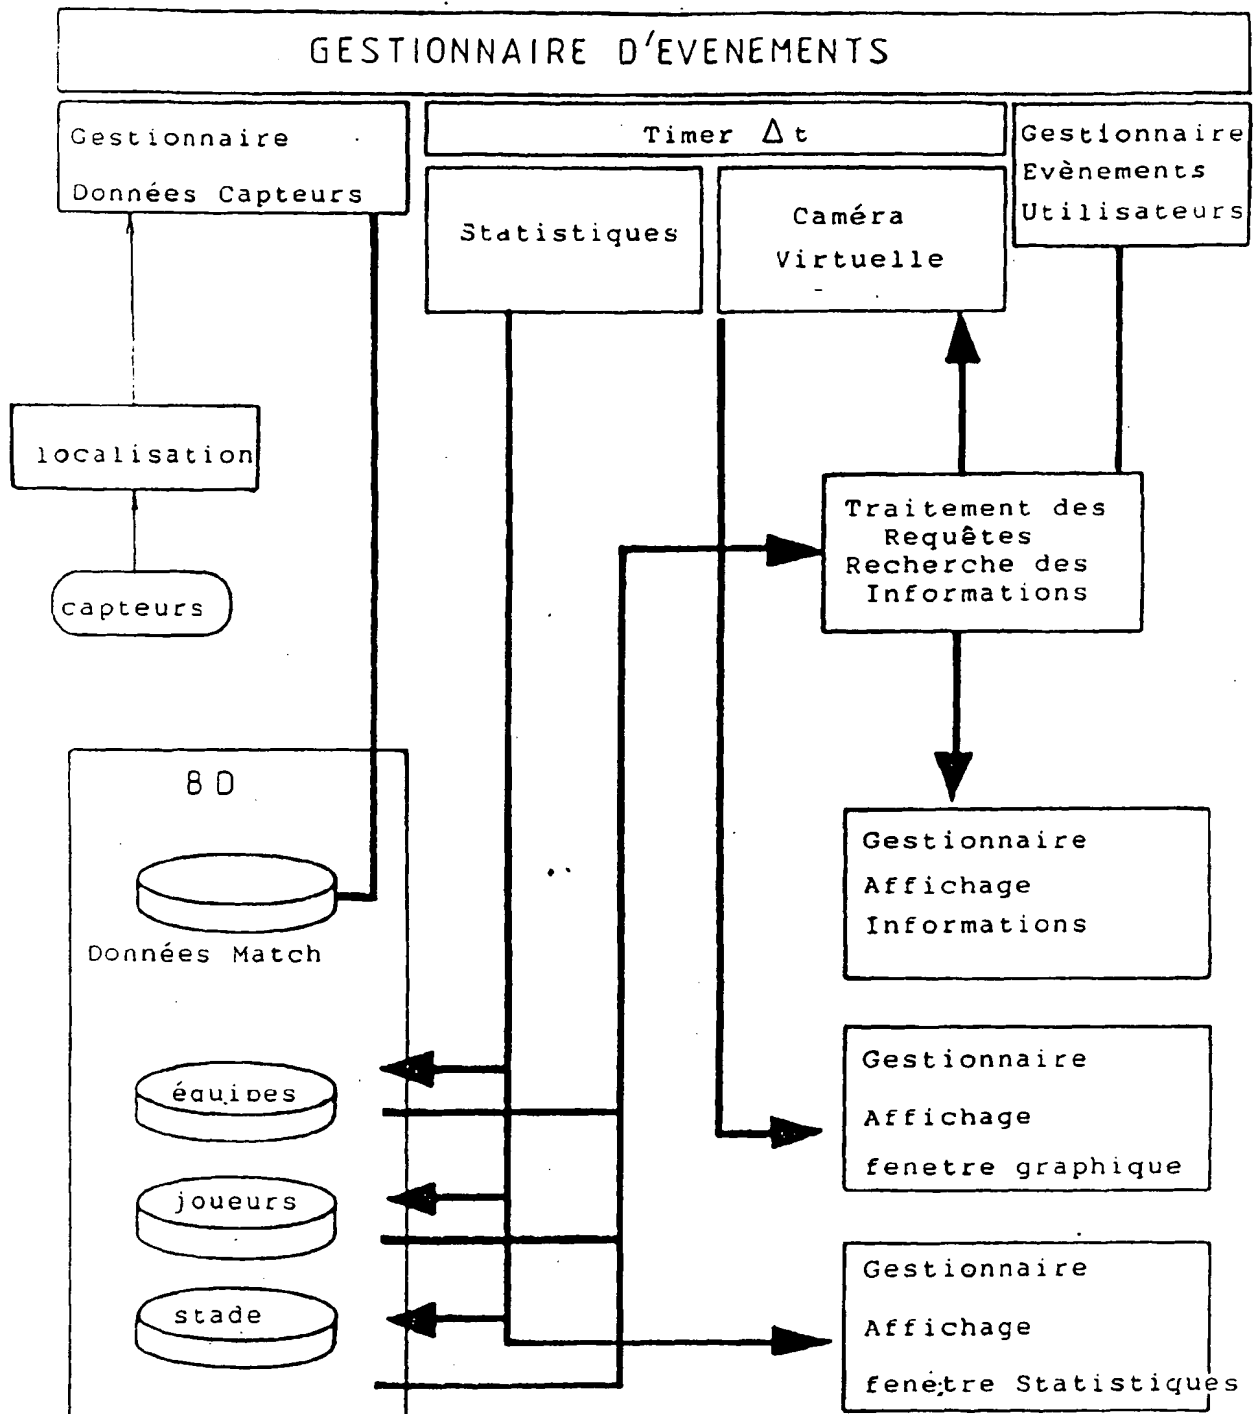 GESTIONNAIRE D'EVENEMENTS
Gestionnaire
Données Capteurs
Timer Δt
Gestionnaire
Evènements
Utilisateurs
Statistiques
Caméra
Virtuelle
localisation
capteurs
Traitement des
Requêtes
Recherche des
Informations
BD
Données Match
équipes
joueurs
stade
Gestionnaire
Affichage
Informations
Gestionnaire
Affichage
fenetre graphique
Gestionnaire
Affichage
fenêtre Statistiques